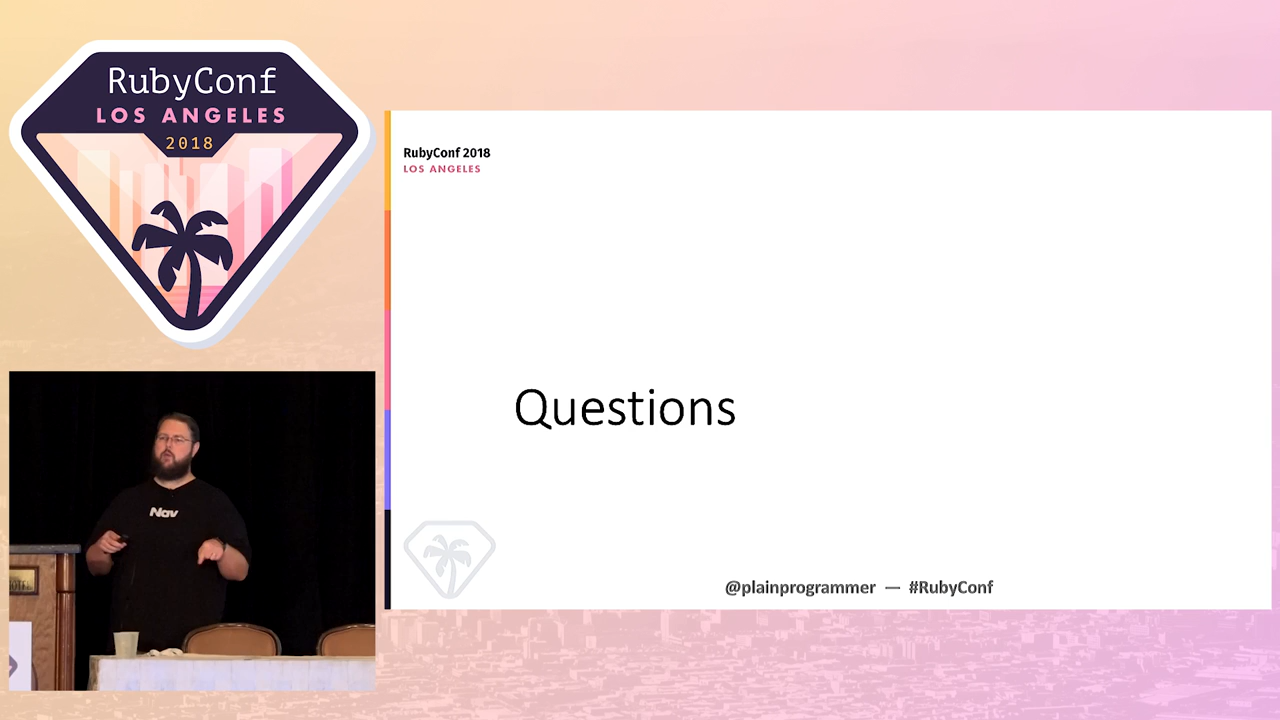 RubyConf
LOS ANGELES
2018
RubyConf 2018
LOS ANGELES
Questions
@plainprogrammer — #RubyConf
Nav